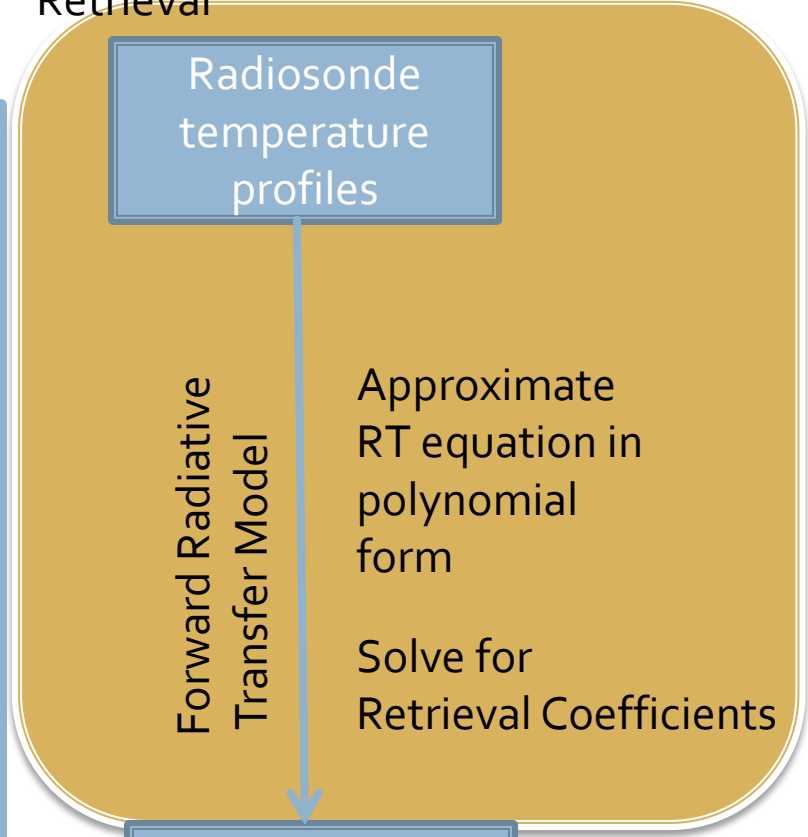 Retrieval
Radiosonde
temperature
profiles
Forward Radiative
Transfer Model
Approximate
RT equation in
polynomial
form
Solve for
Retrieval Coefficients